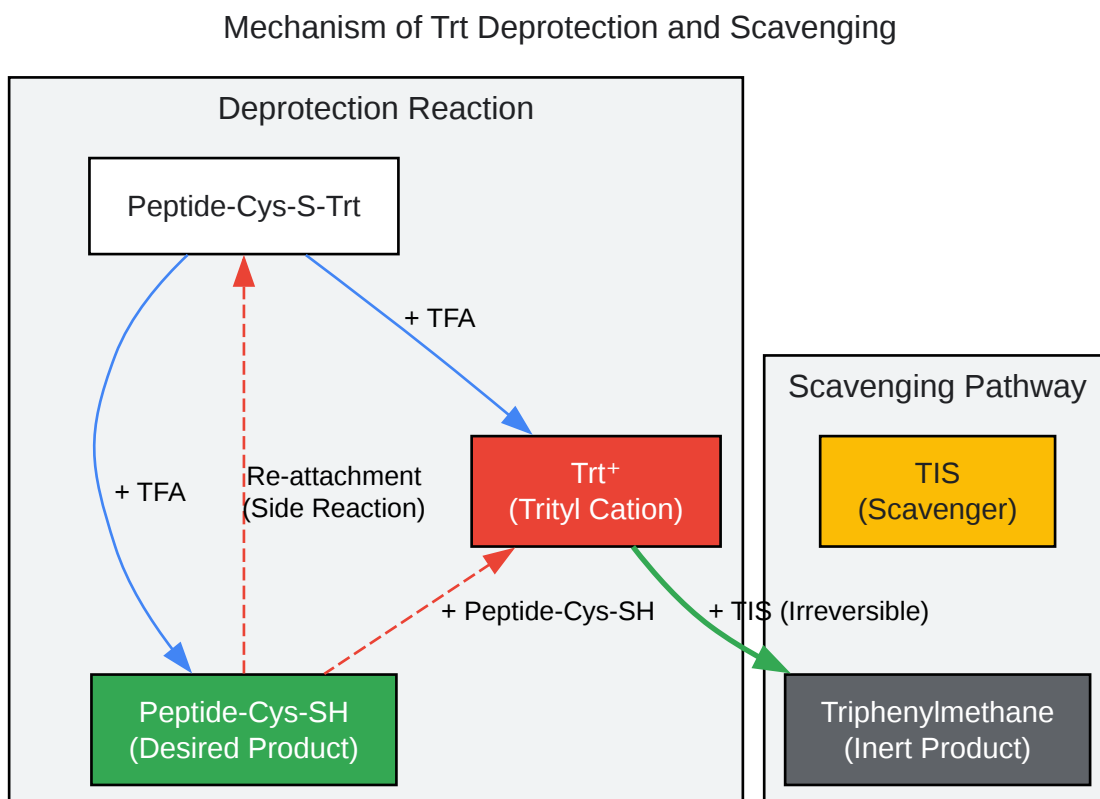 Mechanism of Trt Deprotection and Scavenging
Deprotection Reaction
Peptide-Cys-S-Trt
+ TFA
Scavenging Pathway
Trt⁺
(Trityl Cation)
TIS
(Scavenger)
+ TFA
Re-attachment
(Side Reaction)
+ Peptide-Cys-SH
+ TIS (Irreversible)
Peptide-Cys-SH
(Desired Product)
Triphenylmethane
(Inert Product)